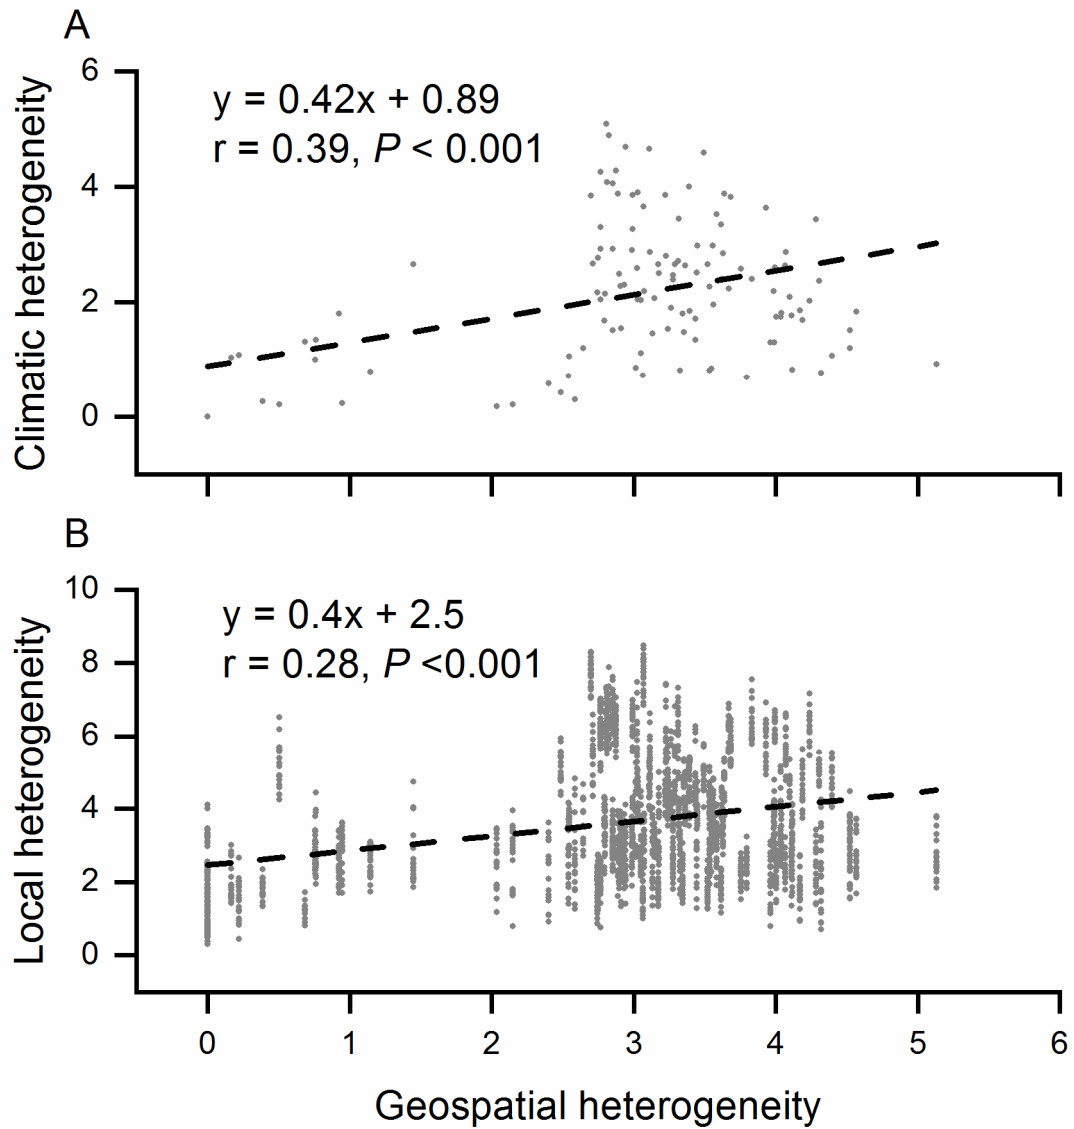 A
Climatic heterogeneity
6
4
2
0
y = 0.42x + 0.89
r = 0.39, P < 0.001
B
Local heterogeneity
10
8
6
4
2
0
y = 0.4x + 2.5
r = 0.28, P <0.001
0 1 2 3 4 5 6
Geospatial heterogeneity